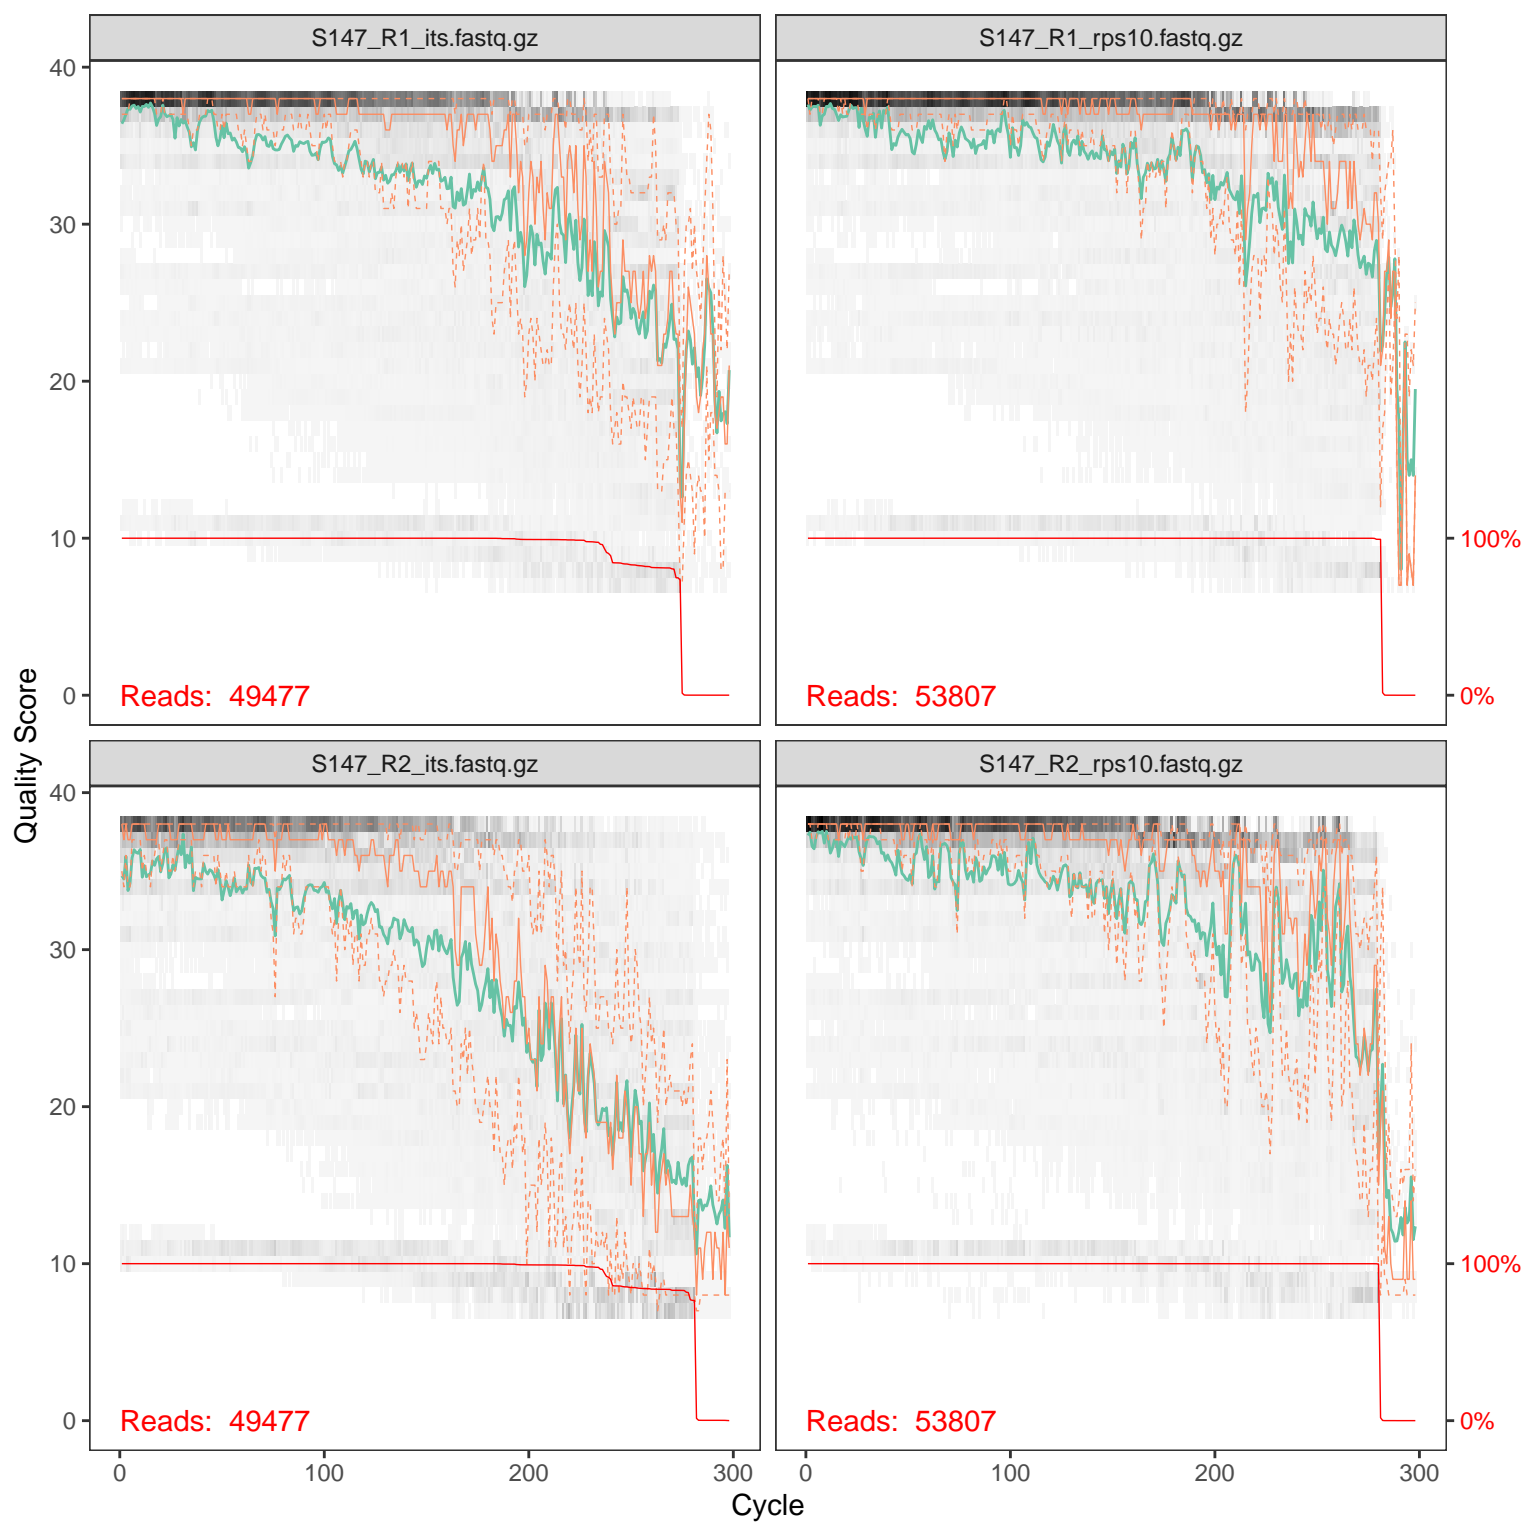 S147_R1_its.fastq.gz
S147_R1_rps10.fastq.gz
40
30
20
10
0
Reads: 49477
Reads: 53807
100%
0%
Quality Score
S147_R2_its.fastq.gz
S147_R2_rps10.fastq.gz
40
30
20
10
0
Reads: 49477
Reads: 53807
100%
0%
0 100 200 300
0 100 200 300
Cycle